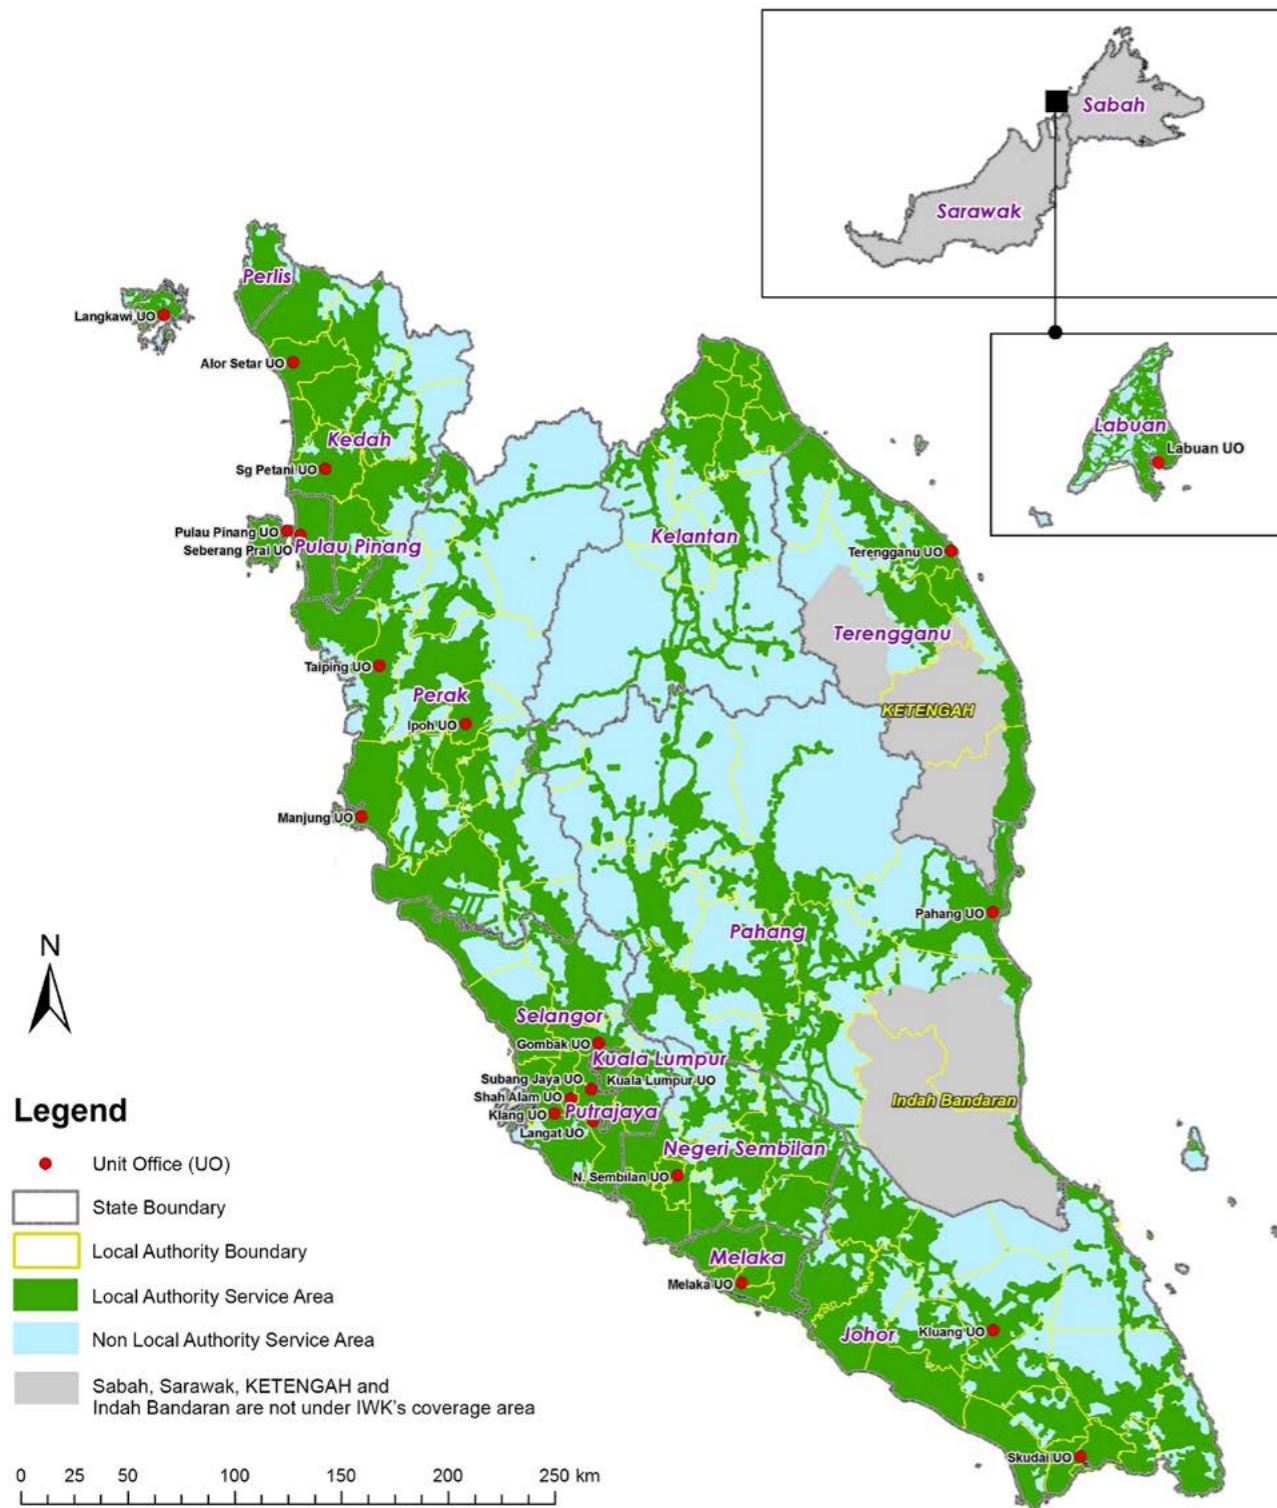 Sabah
Sarawak
Perlis
Langkawi UO
Alor Setar UO
Labuan
Kedah
Labuan UO
Sg Petani UO
Pulau Pinang UO
Kelantan
Pulau Pinang
Seberang Prai UO
Terengganu UO
Terengganu
Taiping UO
Perak
KETENGAH
Ipoh UO
Manjung UO
Pahang UO
Pahang
N
Selangor
Gombak UO
Kuala Lumpur
Subang Jaya UO
Kuala Lumpur UO
Shah Alam UO
Indah Bandaran
Klang UO
Putrajaya
Langat UO
Negeri Sembilan
N. Sembilan UO
Melaka
Melaka UO
Johor
Kluang UO
Skudai UO
Legend
Unit Office (UO)
State Boundary
Local Authority Boundary
Local Authority Service Area
Non Local Authority Service Area
Sabah, Sarawak, KETENGAH and
Indah Bandaran are not under IWK's coverage area
0 25 50 100 150 200 250 km